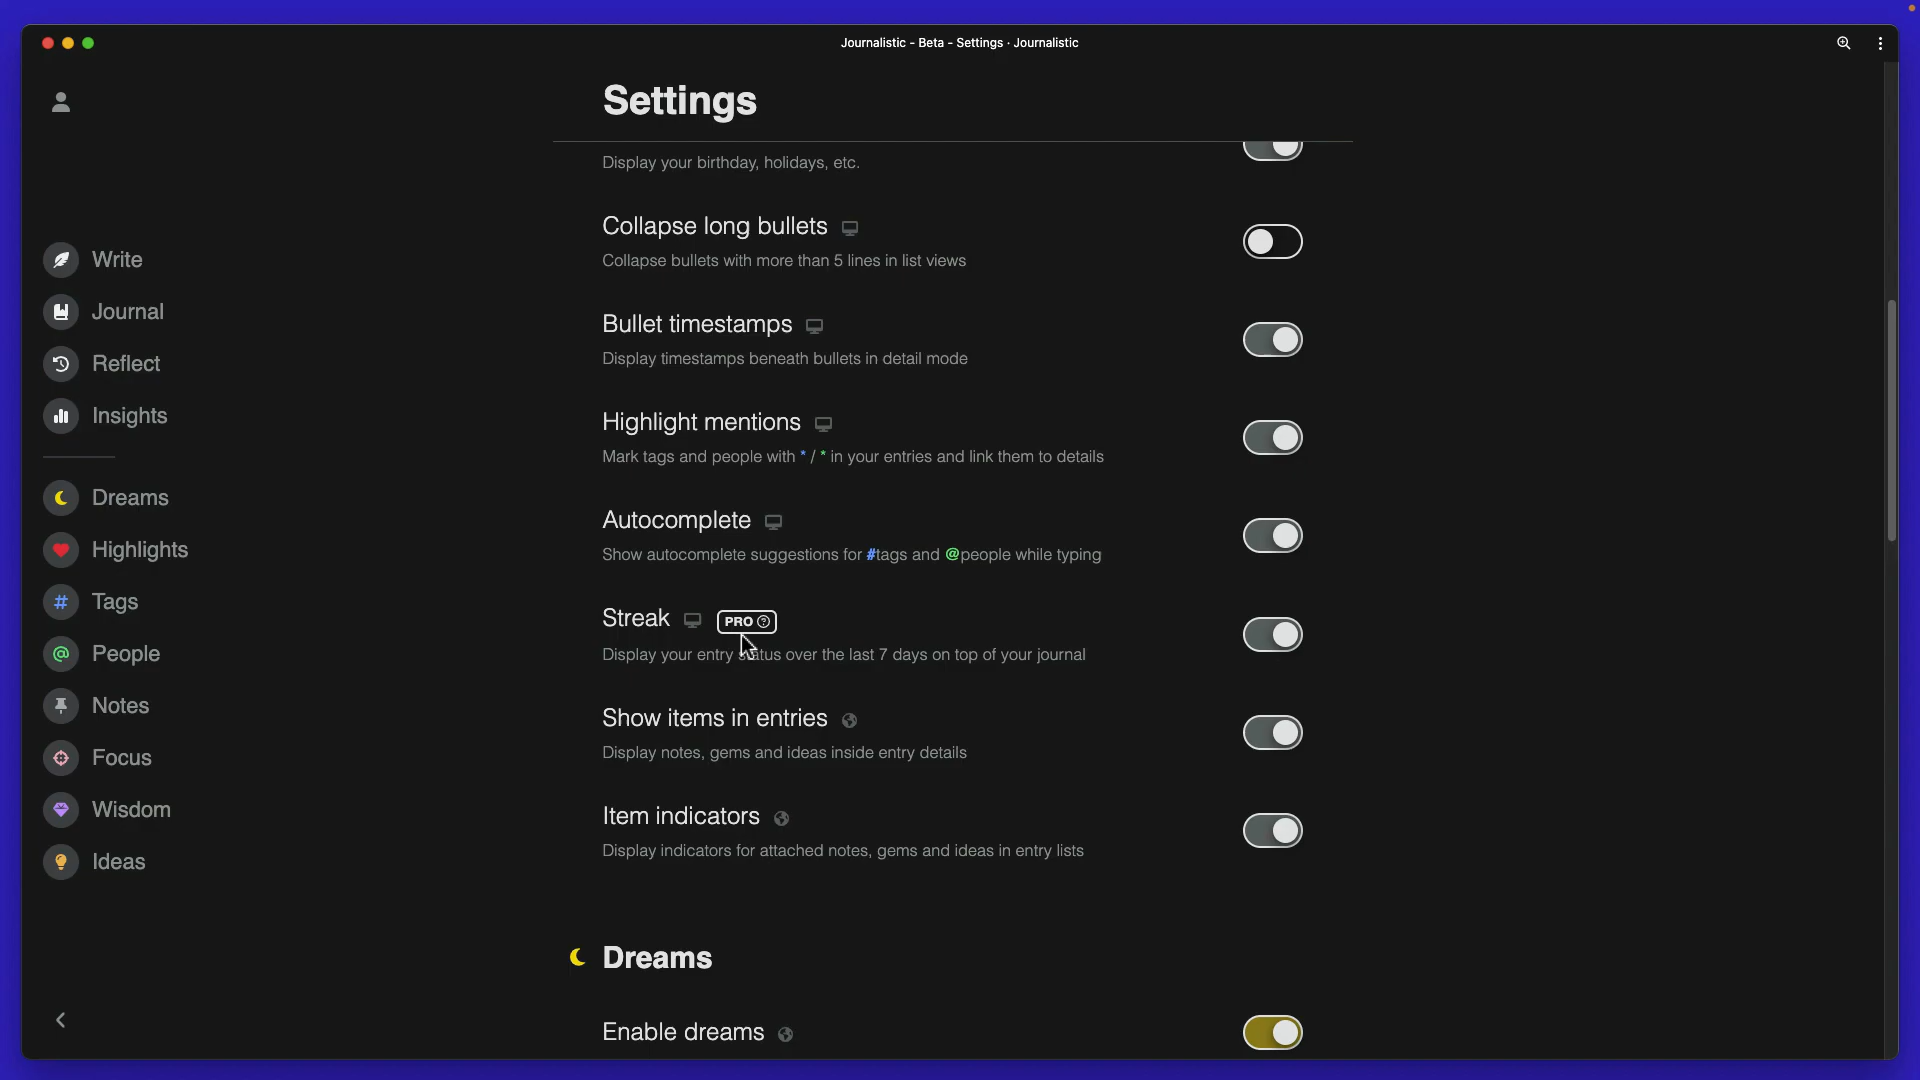 Journalistic - Beta - Settings · Journalistic
Settings
Display your birthday, holidays, etc.
Collapse long bullets
Collapse bullets with more than 5 lines in list views
Bullet timestamps
Display timestamps beneath bullets in detail mode
Highlight mentions
Mark tags and people with * / * in your entries and link them to details
Autocomplete
Show autocomplete suggestions for #tags and @people while typing
Streak PRO
Display your entry status over the last 7 days on top of your journal
Show items in entries
Display notes, gems and ideas inside entry details
Item indicators
Display indicators for attached notes, gems and ideas in entry lists
Dreams
Enable dreams
Write
Journal
Reflect
Insights
Dreams
Highlights
# Tags
@ People
Notes
Focus
Wisdom
Ideas